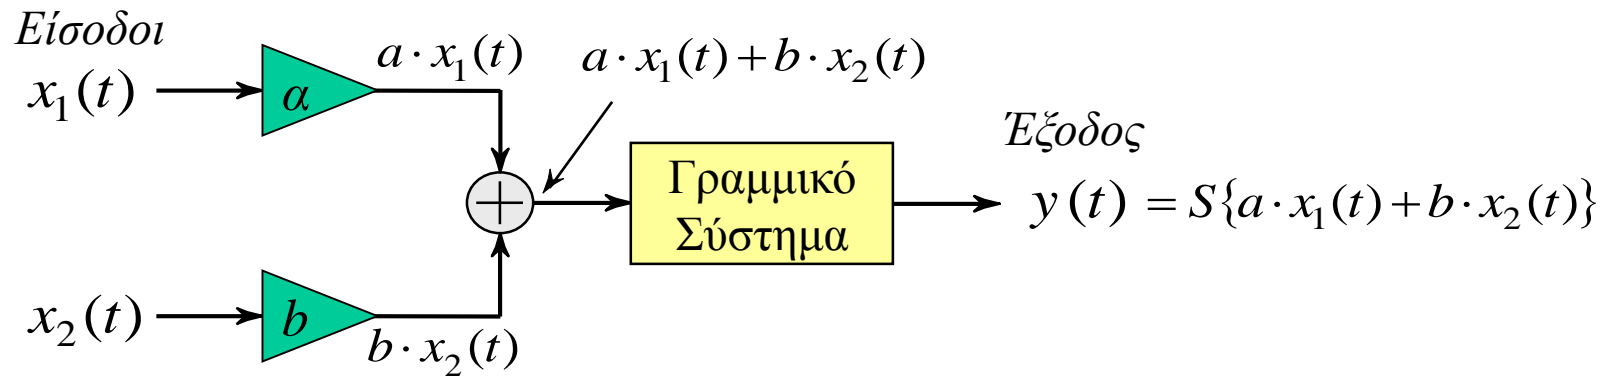 Είσοδοι
x₁(t)
α
a·x₁(t)
a·x₁(t)+b·x₂(t)
Γραμμικό
Σύστημα
Έξοδος
y(t) = S{a·x₁(t)+b·x₂(t)}
x₂(t)
b
b·x₂(t)